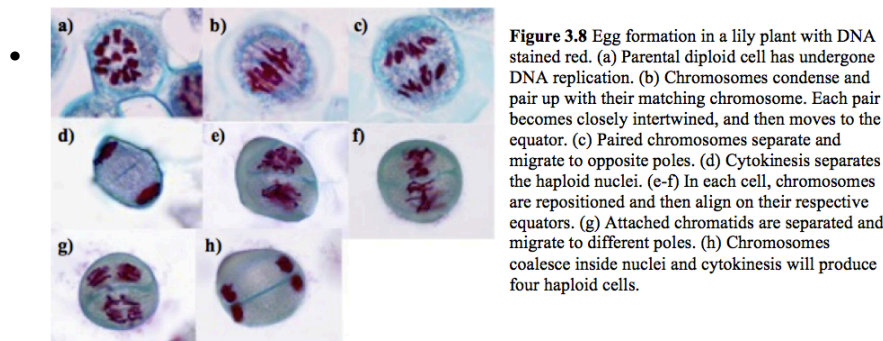 a)
b)
c)
d)
e)
f)
g)
h)
Figure 3.8 Egg formation in a lily plant with DNA
stained red. (a) Parental diploid cell has undergone
DNA replication. (b) Chromosomes condense and
pair up with their matching chromosome. Each pair
becomes closely intertwined, and then moves to the
equator. (c) Paired chromosomes separate and
migrate to opposite poles. (d) Cytokinesis separates
the haploid nuclei. (e-f) In each cell, chromosomes
are repositioned and then align on their respective
equators. (g) Attached chromatids are separated and
migrate to different poles. (h) Chromosomes
coalesce inside nuclei and cytokinesis will produce
four haploid cells.